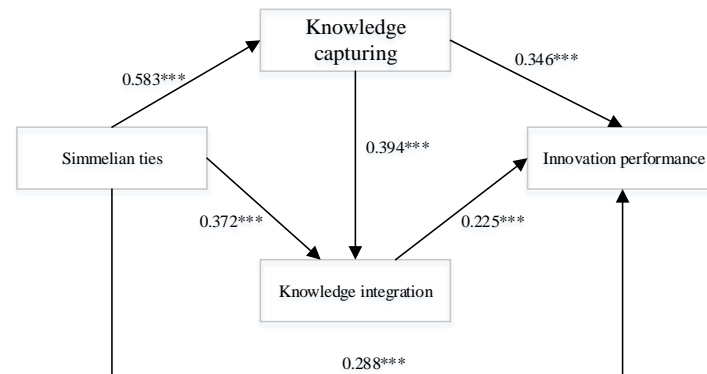 Knowledge
capturing
0.583***
0.346***
Simmelian ties
0.394***
Innovation performance
0.372***
0.225***
Knowledge integration
0.288***